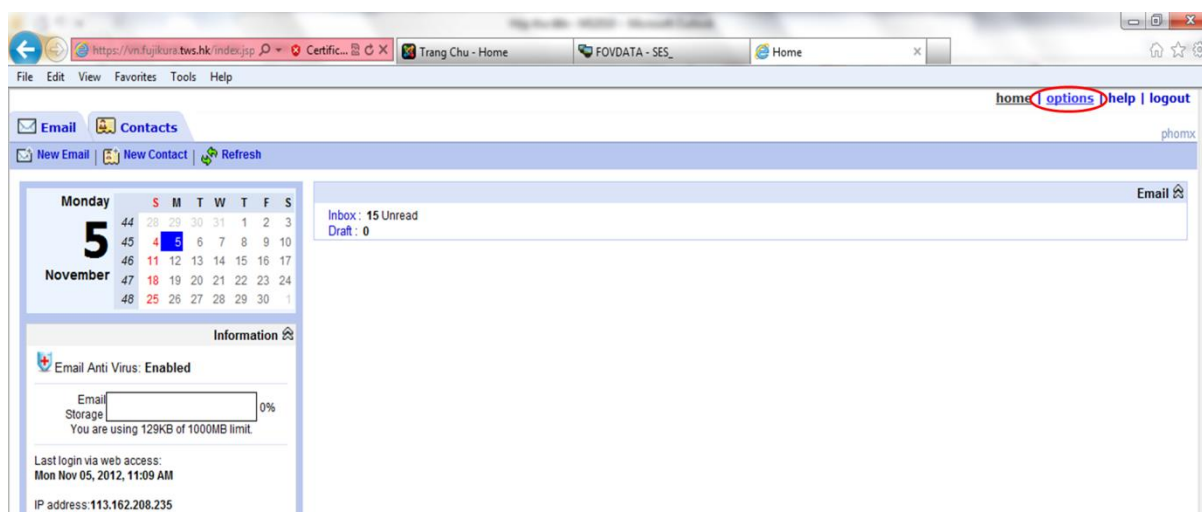 https://vn.fujikura.tws.hk/index.jsp Certific... Trang Chu - Home FOVDATA - SES_ Home
File Edit View Favorites Tools Help
home | options | help | logout
Email Contacts
phomx
New Email | New Contact | Refresh
Monday
5
November
S M T W T F S
44 28 29 30 31 1 2 3
45 4 5 6 7 8 9 10
46 11 12 13 14 15 16 17
47 18 19 20 21 22 23 24
48 25 26 27 28 29 30 1
Email
Inbox : 15 Unread
Draft : 0
Information
Email Anti Virus: Enabled
Email
Storage
0%
You are using 129KB of 1000MB limit.
Last login via web access:
Mon Nov 05, 2012, 11:09 AM
IP address:113.162.208.235